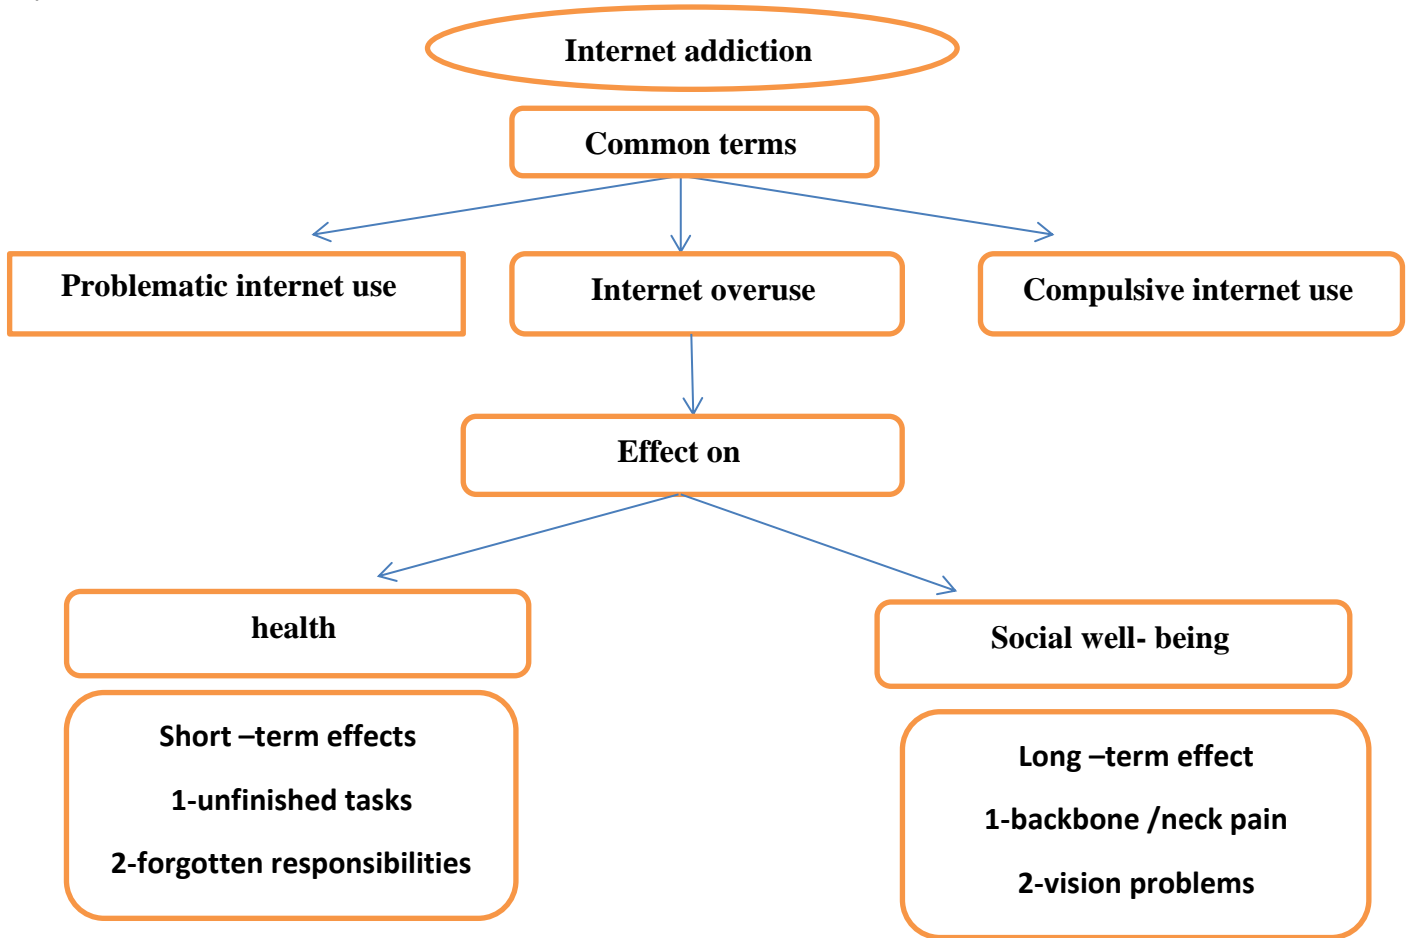 Internet addiction
Common terms
Problematic internet use
Internet overuse
Compulsive internet use
Effect on
health
Social well- being
Short –term effects
1-unfinished tasks
2-forgotten responsibilities
Long –term effect
1-backbone /neck pain
2-vision problems